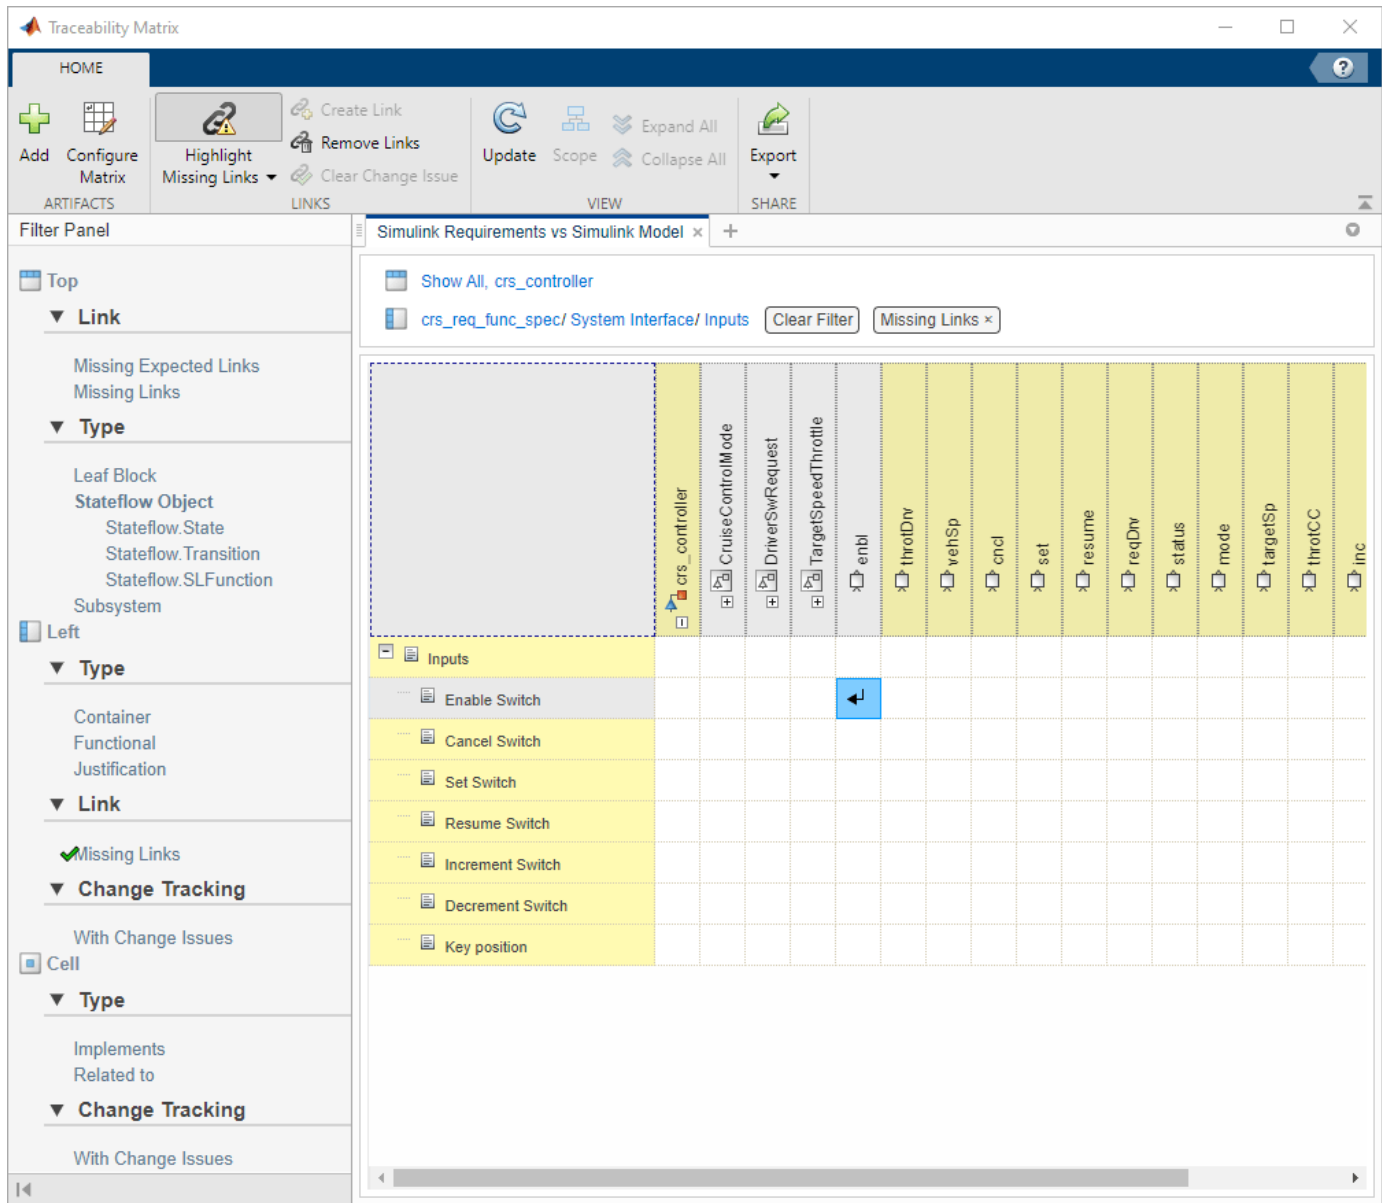 Traceability Matrix
HOME
Add
Configure
Matrix
Highlight
Missing Links
Create Link
Remove Links
Clear Change Issue
Update
Scope
Expand All
Collapse All
Export
ARTIFACTS
LINKS
VIEW
SHARE
Filter Panel
Top
Link
Missing Expected Links
Missing Links
Type
Leaf Block
Stateflow Object
Stateflow.State
Stateflow.Transition
Stateflow.SLFunction
Subsystem
Left
Type
Container
Functional
Justification
Link
Missing Links
Change Tracking
With Change Issues
Cell
Type
Implements
Related to
Change Tracking
With Change Issues
Simulink Requirements vs Simulink Model × +
Show All, crs_controller
crs_req_func_spec/ System Interface/ Inputs
Clear Filter
Missing Links ×
crs_controller
CruiseControlMode
DriverSwRequest
TargetSpeedThrottle
enbl
throtDrv
vehSp
cncl
set
resume
reqDrv
status
mode
targetSp
throtCC
inc
Inputs
Enable Switch
Cancel Switch
Set Switch
Resume Switch
Increment Switch
Decrement Switch
Key position